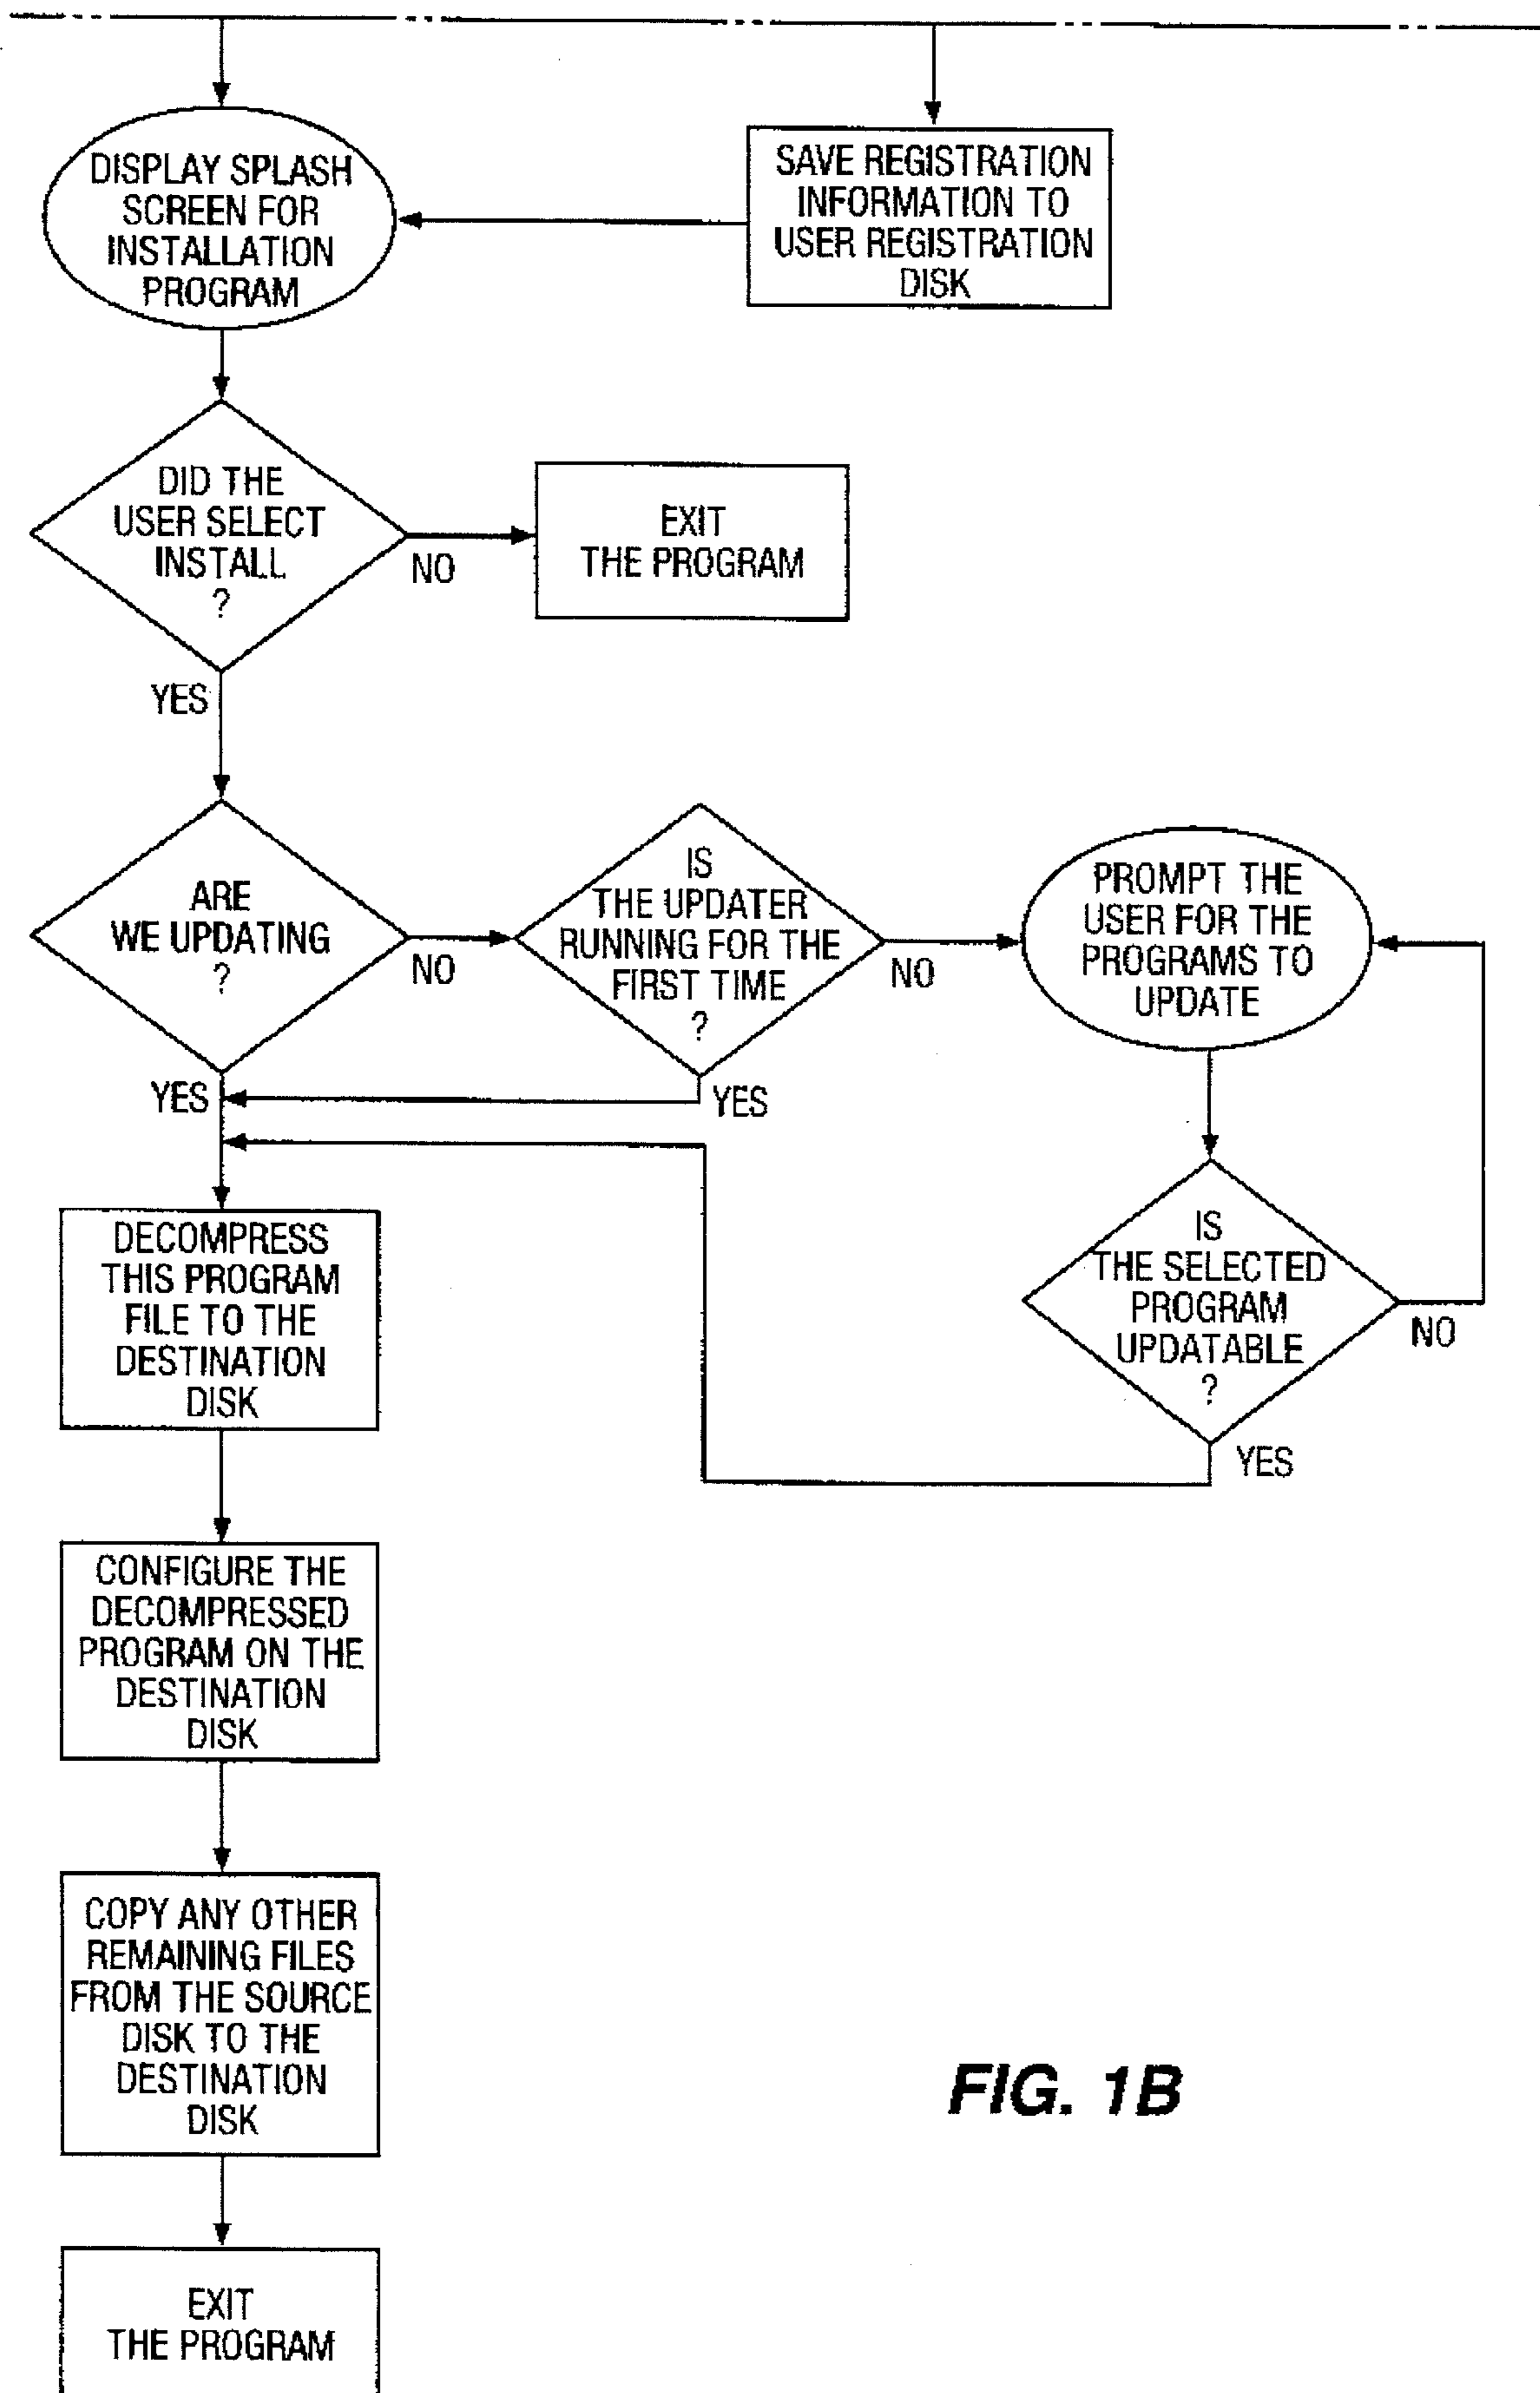 DISPLAY SPLASH
SCREEN FOR
INSTALLATION
PROGRAM
SAVE REGISTRATION
INFORMATION TO
USER REGISTRATION
DISK
DID THE
USER SELECT
INSTALL
?
NO
EXIT
THE PROGRAM
YES
ARE
WE UPDATING
?
NO
IS
THE UPDATER
RUNNING FOR THE
FIRST TIME
?
NO
PROMPT THE
USER FOR THE
PROGRAMS TO
UPDATE
YES
YES
IS
THE SELECTED
PROGRAM
UPDATABLE
?
NO
YES
DECOMPRESS
THIS PROGRAM
FILE TO THE
DESTINATION
DISK
CONFIGURE THE
DECOMPRESSED
PROGRAM ON THE
DESTINATION
DISK
COPY ANY OTHER
REMAINING FILES
FROM THE SOURCE
DISK TO THE
DESTINATION
DISK
EXIT
THE PROGRAM
FIG. 1B